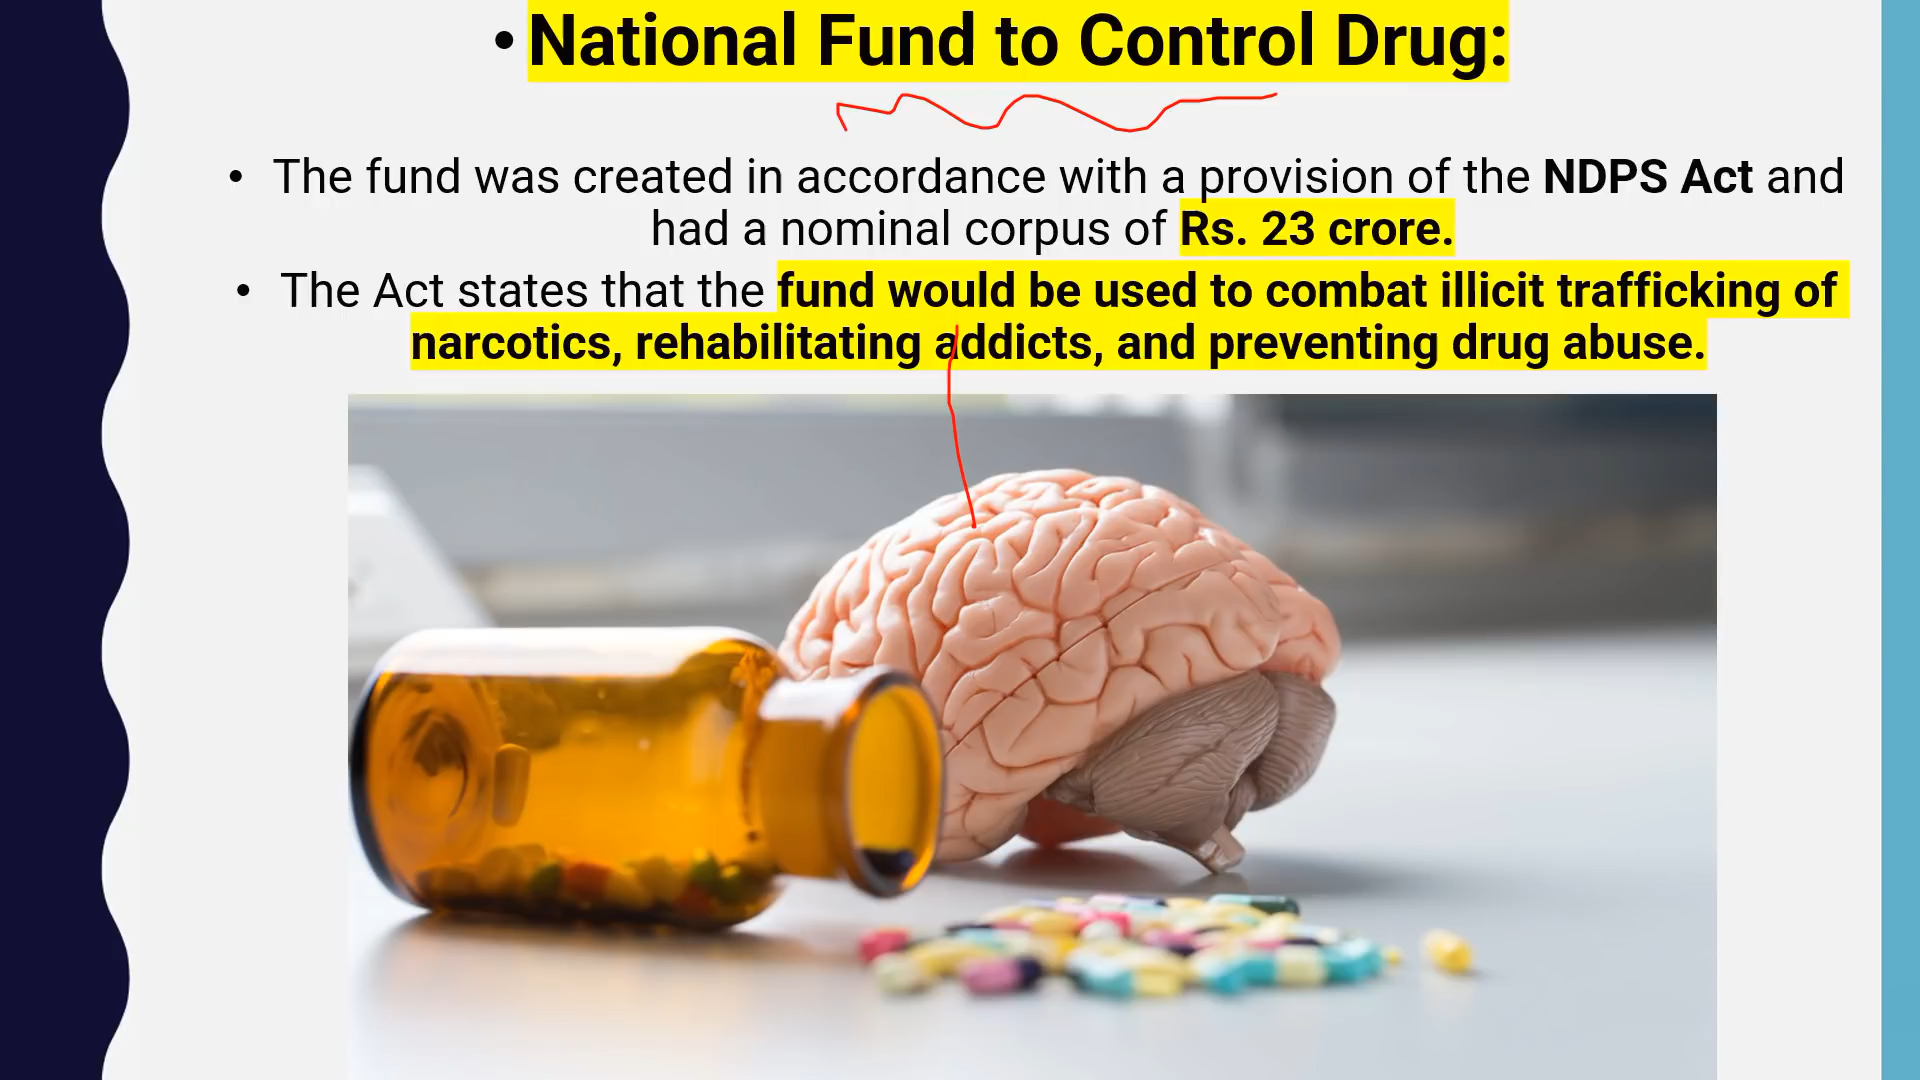 • National Fund to Control Drug:
• The fund was created in accordance with a provision of the NDPS Act and
had a nominal corpus of Rs. 23 crore.
• The Act states that the fund would be used to combat illicit trafficking of
narcotics, rehabilitating addicts, and preventing drug abuse.